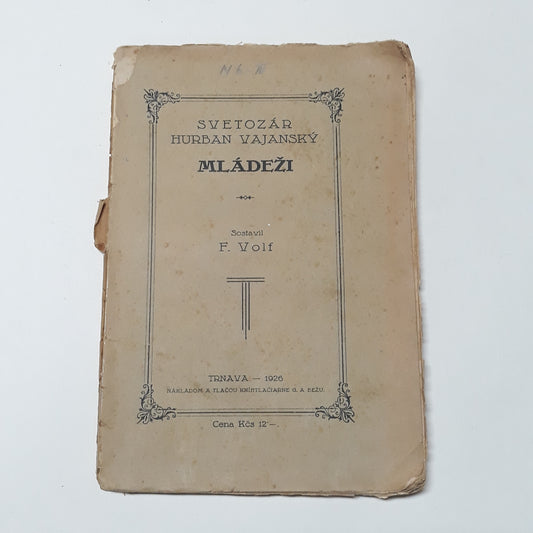 SVETOZÁR
HURBAN VAJANSKÝ
MLÁDEŽI
Sostavil
F. Volf
TRNAVA — 1926
NÁKLADOM A TLAČOU KNÍHTLAČIARNE G. A BEŽU.
Cena Kčs 12·—.